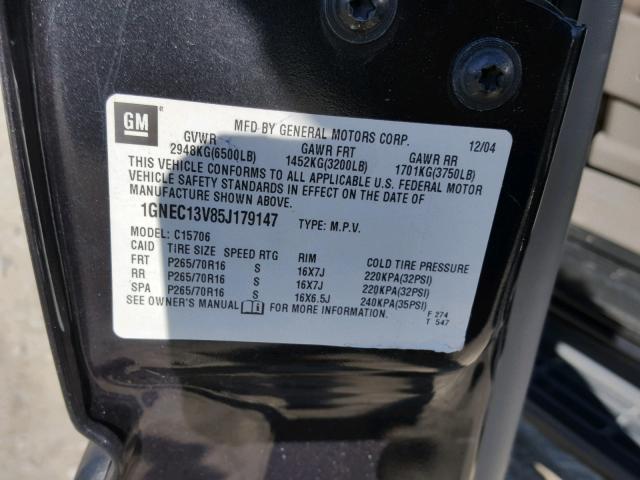 GM
®
MFD BY GENERAL MOTORS CORP. 12/04
GVWR GAWR FRT GAWR RR
2948KG(6500LB) 1452KG(3200LB) 1701KG(3750LB)
THIS VEHICLE CONFORMS TO ALL APPLICABLE U.S. FEDERAL MOTOR
VEHICLE SAFETY STANDARDS IN EFFECT ON THE DATE OF
MANUFACTURE SHOWN ABOVE.
1GNEC13V85J179147 TYPE: M.P.V.
MODEL: C15706
CAID TIRE SIZE SPEED RTG RIM COLD TIRE PRESSURE
FRT P265/70R16 S 16X7J 220KPA(32PSI)
RR P265/70R16 S 16X7J 220KPA(32PSI)
SPA P265/70R16 S 16X6.5J 240KPA(35PSI)
SEE OWNER'S MANUAL FOR MORE INFORMATION.
F 274
T 547